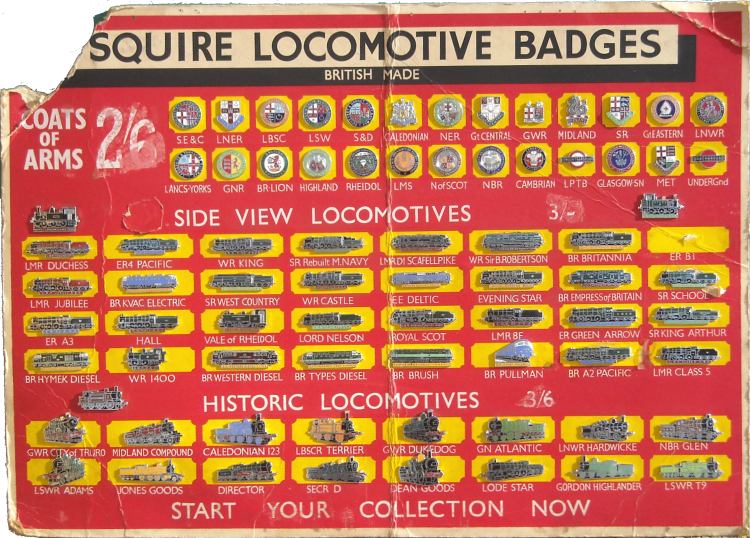 SQUIRE LOCOMOTIVE BADGES
BRITISH MADE
COATS OF ARMS 2/6
S.E&C LNER LBSC LSW S&D CALEDONIAN NER Gt CENTRAL GWR MIDLAND SR Gt EASTERN LNWR
LANCS-YORKS GNR BR-LION HIGHLAND RHEIDOL LMS N of SCOT NBR CAMBRIAN L P T B GLASGOW-SN MET UNDERGnd
SIDE VIEW LOCOMOTIVES 3/-
LMR DUCHESS ER4 PACIFIC WR KING SR Rebuilt M.NAVY LMR DI SCAFELLPIKE WR Sir B.ROBERTSON BR BRITANNIA ER B1
LMR JUBILEE BR KVAC ELECTRIC SR WEST COUNTRY WR CASTLE EE DELTIC EVENING STAR BR EMPRESS of BRITAIN SR SCHOOL
ER A3 HALL VALE of RHEIDOL LORD NELSON ROYAL SCOT LMR 8F ER GREEN ARROW SR KING ARTHUR
BR HYMEK DIESEL WR 1400 BR WESTERN DIESEL BR TYPES DIESEL BR BRUSH BR PULLMAN BR A2 PACIFIC LMR CLASS 5
HISTORIC LOCOMOTIVES 3/6
GWR CITY of TRURO MIDLAND COMPOUND CALEDONIAN 123 LBSCR TERRIER GWR DUKEDOG GN ATLANTIC LNWR HARDWICKE NBR GLEN
LSWR ADAMS JONES GOODS DIRECTOR SECR D DEAN GOODS LODE STAR GORDON HIGHLANDER LSWR T9
START YOUR COLLECTION NOW